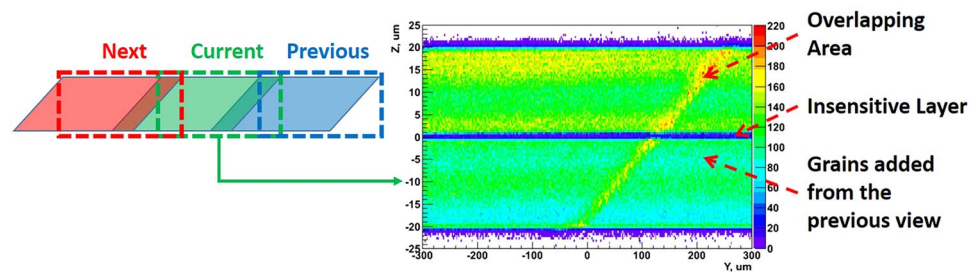 Next
Current
Previous
Z, um
25
20
15
10
5
0
-5
-10
-15
-20
-25
-300
-200
-100
0
100
200
300
Y, um
220
200
180
160
140
120
100
80
60
40
20
0
Overlapping
Area
Insensitive Layer
Grains added
from the
previous view